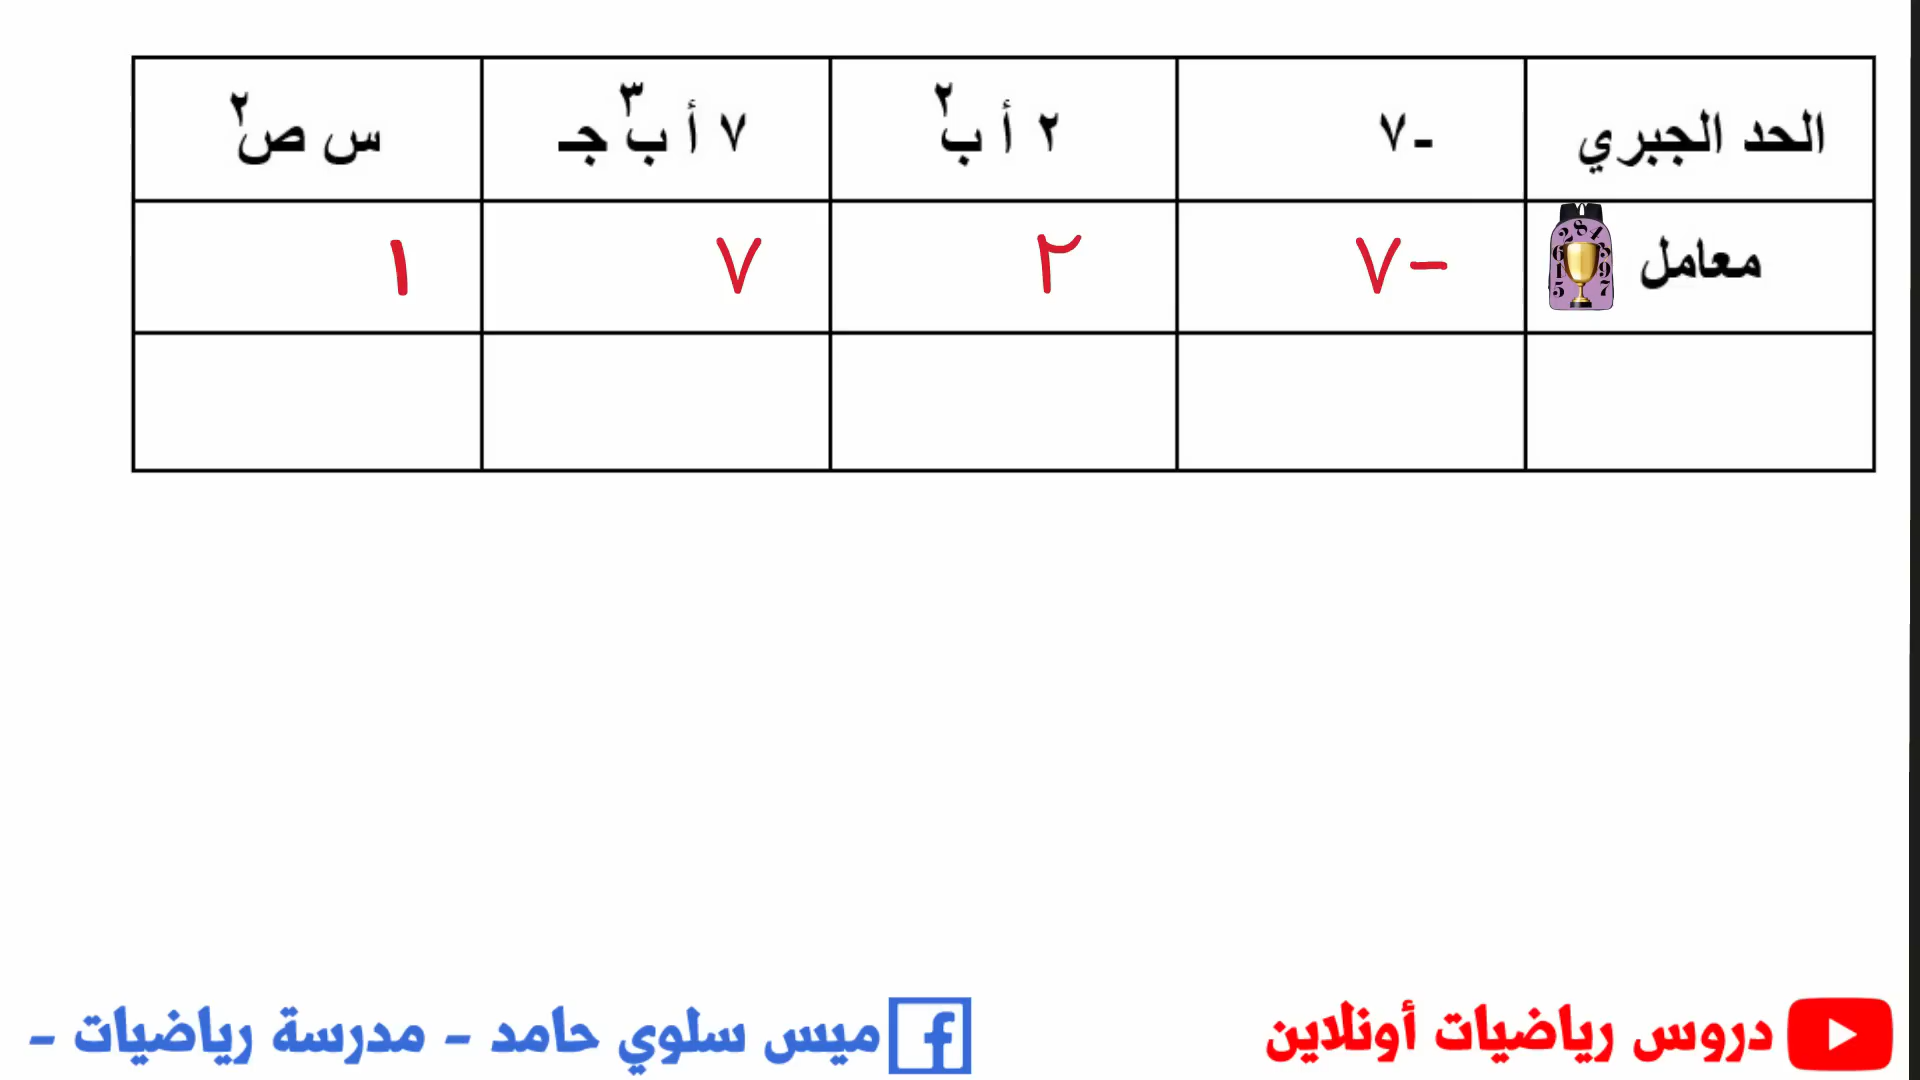 الحد الجبري -٧ ٢ أ ب٢ ٧ أ ب٣ جـ س ص٢
معامل -٧ ٢ ٧ ١
دروس رياضيات أونلاين ميس سلوي حامد - مدرسة رياضيات -